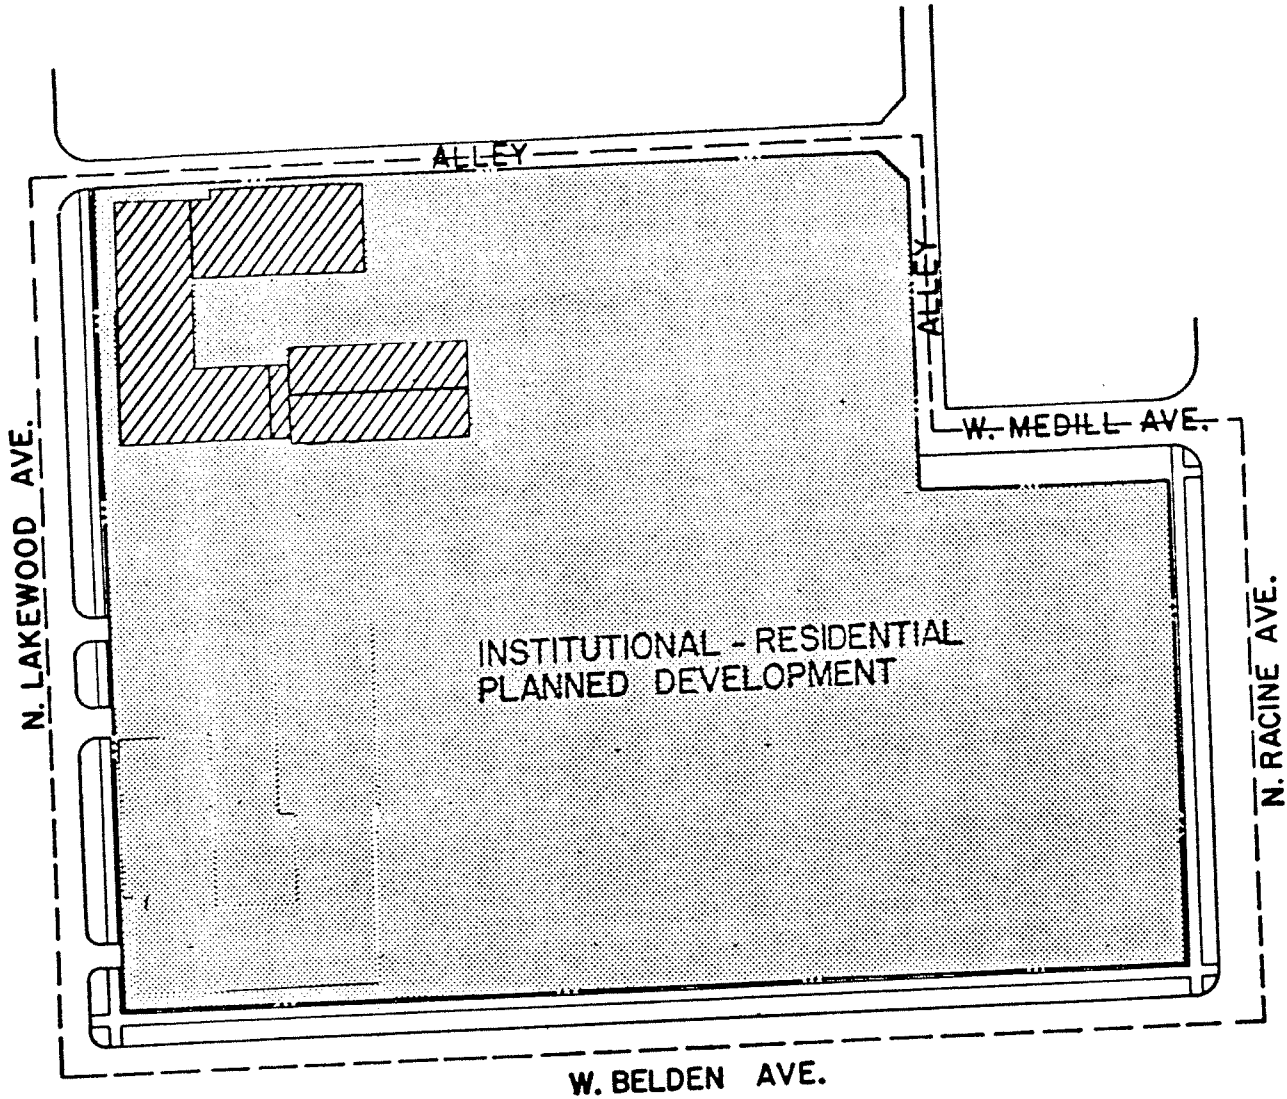 ALLEY
ALLEY
W. MEDILL AVE.
N. LAKEWOOD AVE.
INSTITUTIONAL - RESIDENTIAL
PLANNED DEVELOPMENT
N. RACINE AVE.
W. BELDEN AVE.